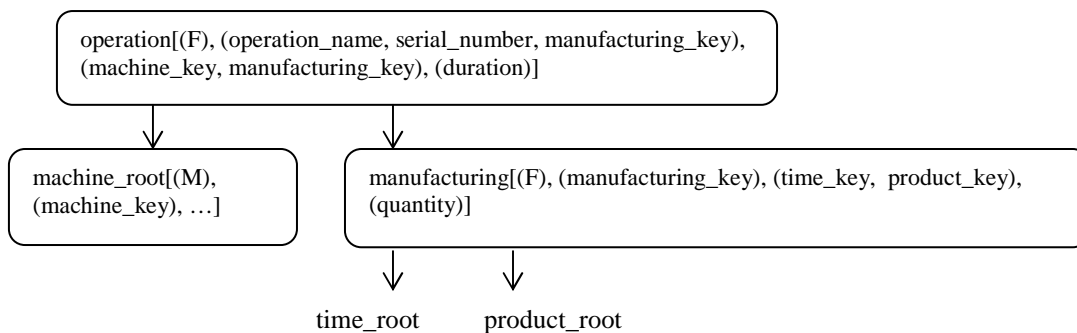 operation[(F), (operation_name, serial_number, manufacturing_key),
(machine_key, manufacturing_key), (duration)]
machine_root[(M),
(machine_key), …]
manufacturing[(F), (manufacturing_key), (time_key, product_key),
(quantity)]
time_root
product_root